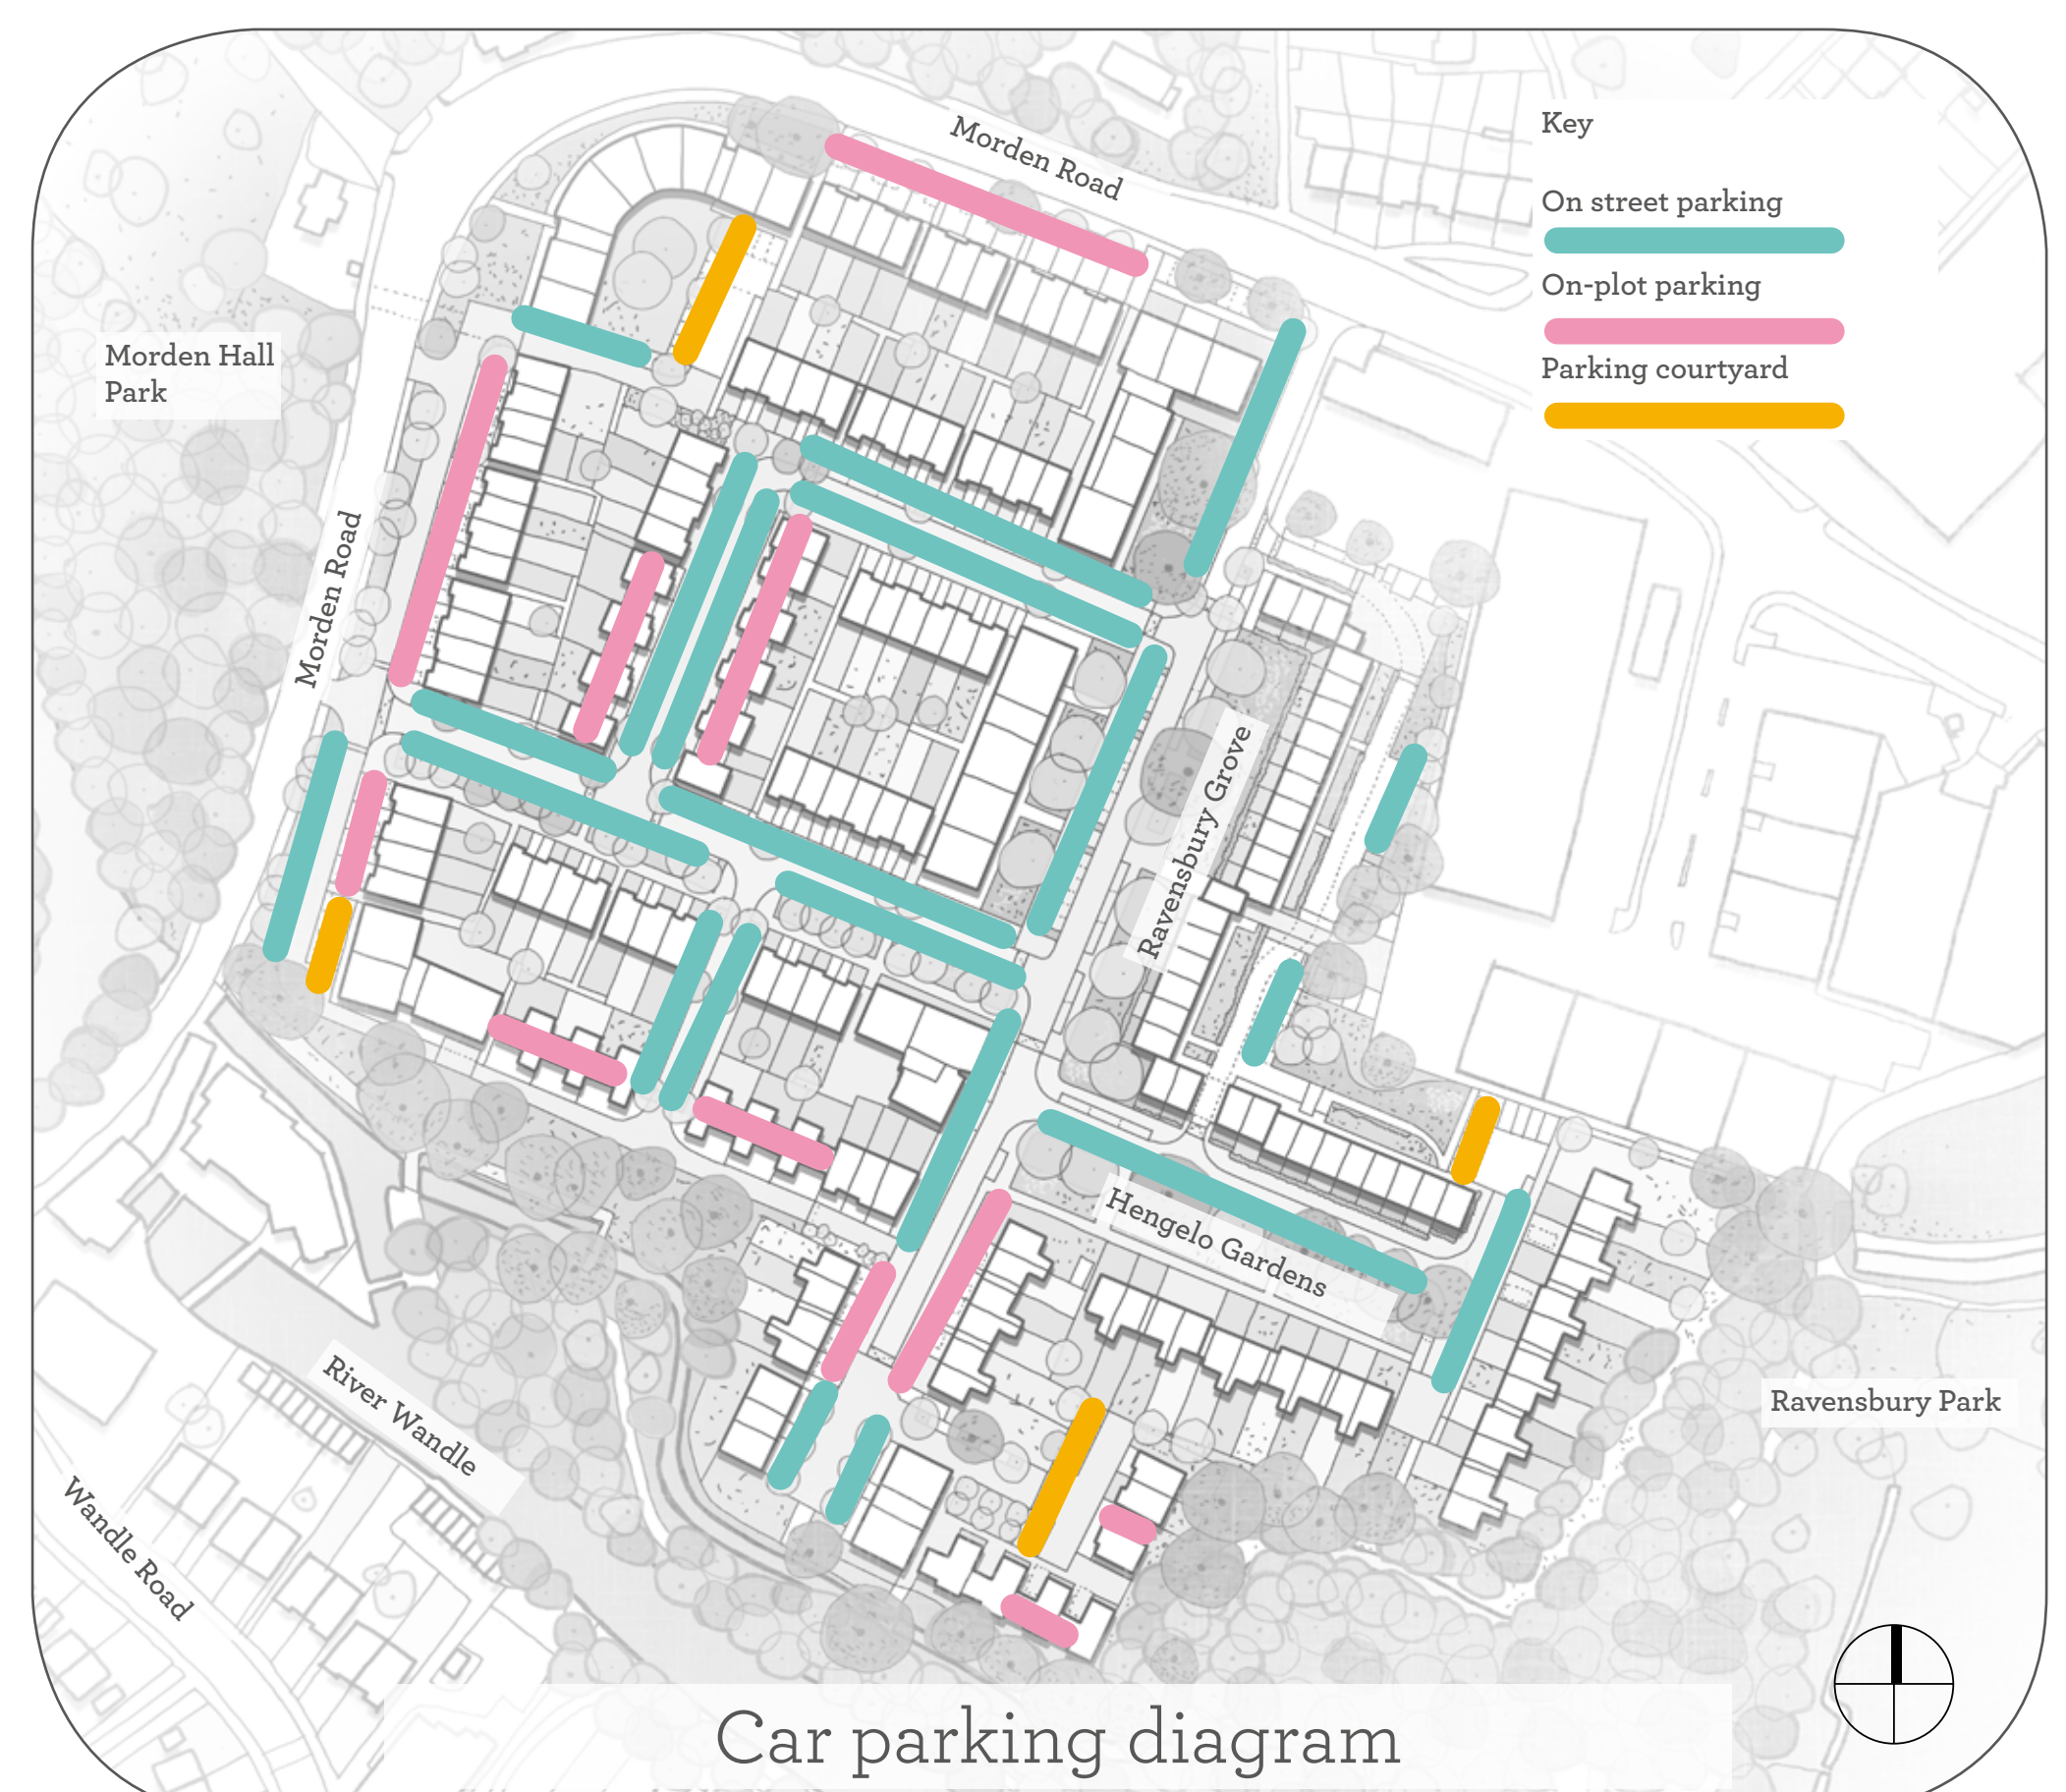 Morden Road
Key
On street parking
On-plot parking
Parking courtyard
Morden Hall
Park
Morden Road
Ravensbury Grove
Hengelo Gardens
River Wandle
Ravensbury Park
Wandle Road
Car parking diagram